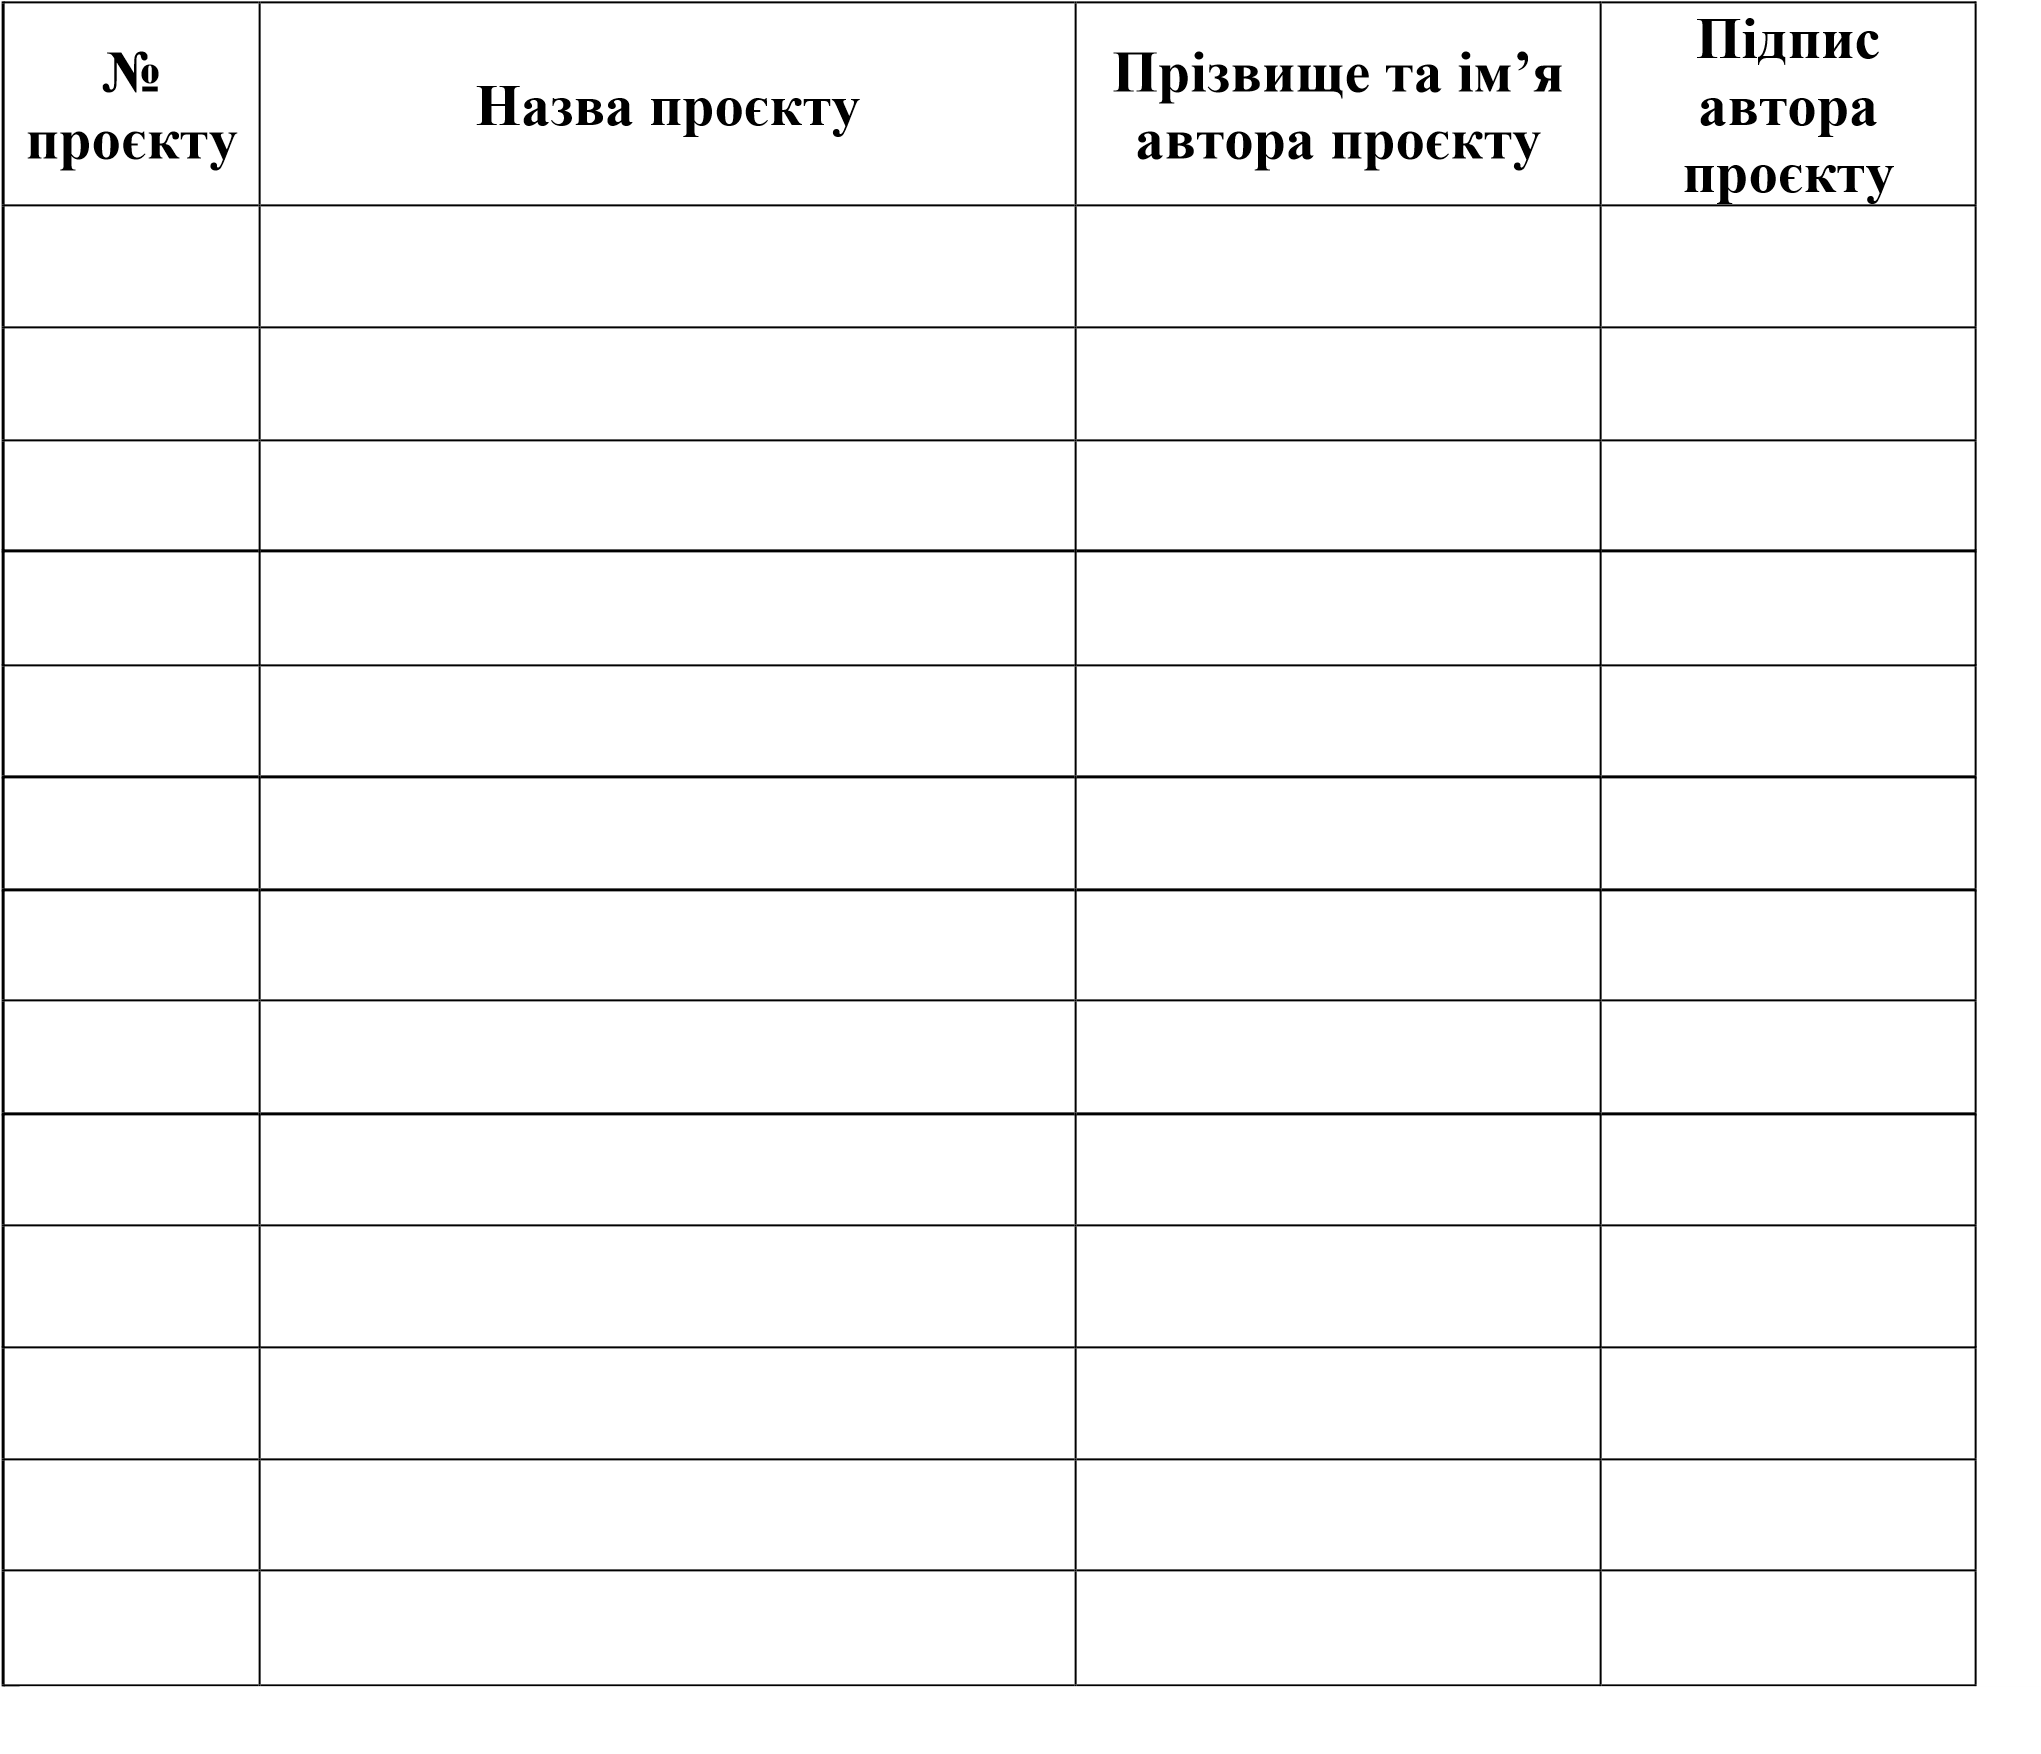 №
проєкту
Назва проєкту
Прізвище та ім’я
автора проєкту
Підпис
автора
проєкту